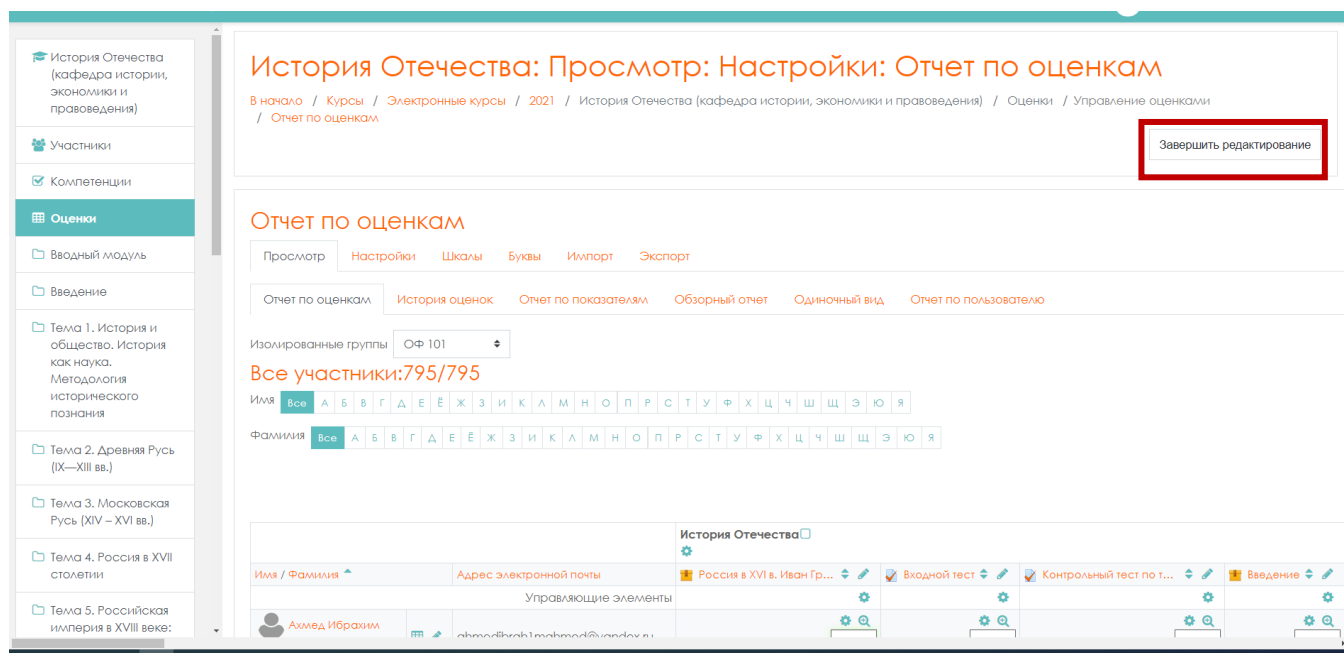 История Отечества
(кафедра истории,
экономики и
правоведения)
Участники
Компетенции
Оценки
Вводный модуль
Введение
Тема 1. История и
общество. История
как наука.
Методология
исторического
познания
Тема 2. Древняя Русь
(IX—XIII вв.)
Тема 3. Московская
Русь (XIV – XVI вв.)
Тема 4. Россия в XVII
столетии
Тема 5. Российская
империя в XVIII веке:
История Отечества: Просмотр: Настройки: Отчет по оценкам
В начало / Курсы / Электронные курсы / 2021 / История Отечества (кафедра истории, экономики и правоведения) / Оценки / Управление оценками
/ Отчет по оценкам
Завершить редактирование
Отчет по оценкам
Просмотр Настройки Шкалы Буквы Импорт Экспорт
Отчет по оценкам История оценок Отчет по показателям Обзорный отчет Одиночный вид Отчет по пользователю
Изолированные группы ОФ 101
Все участники:795/795
Имя Все А Б В Г Д Е Ё Ж З И К Л М Н О П Р С Т У Ф Х Ц Ч Ш Щ Э Ю Я
Фамилия Все А Б В Г Д Е Ё Ж З И К Л М Н О П Р С Т У Ф Х Ц Ч Ш Щ Э Ю Я
История Отечества
Имя / Фамилия Адрес электронной почты Россия в XVI в. Иван Гр... Входной тест Контрольный тест по т... Введение
Управляющие элементы
Ахмед Ибрахим
ahmedibrah1mahmed@yandex.ru